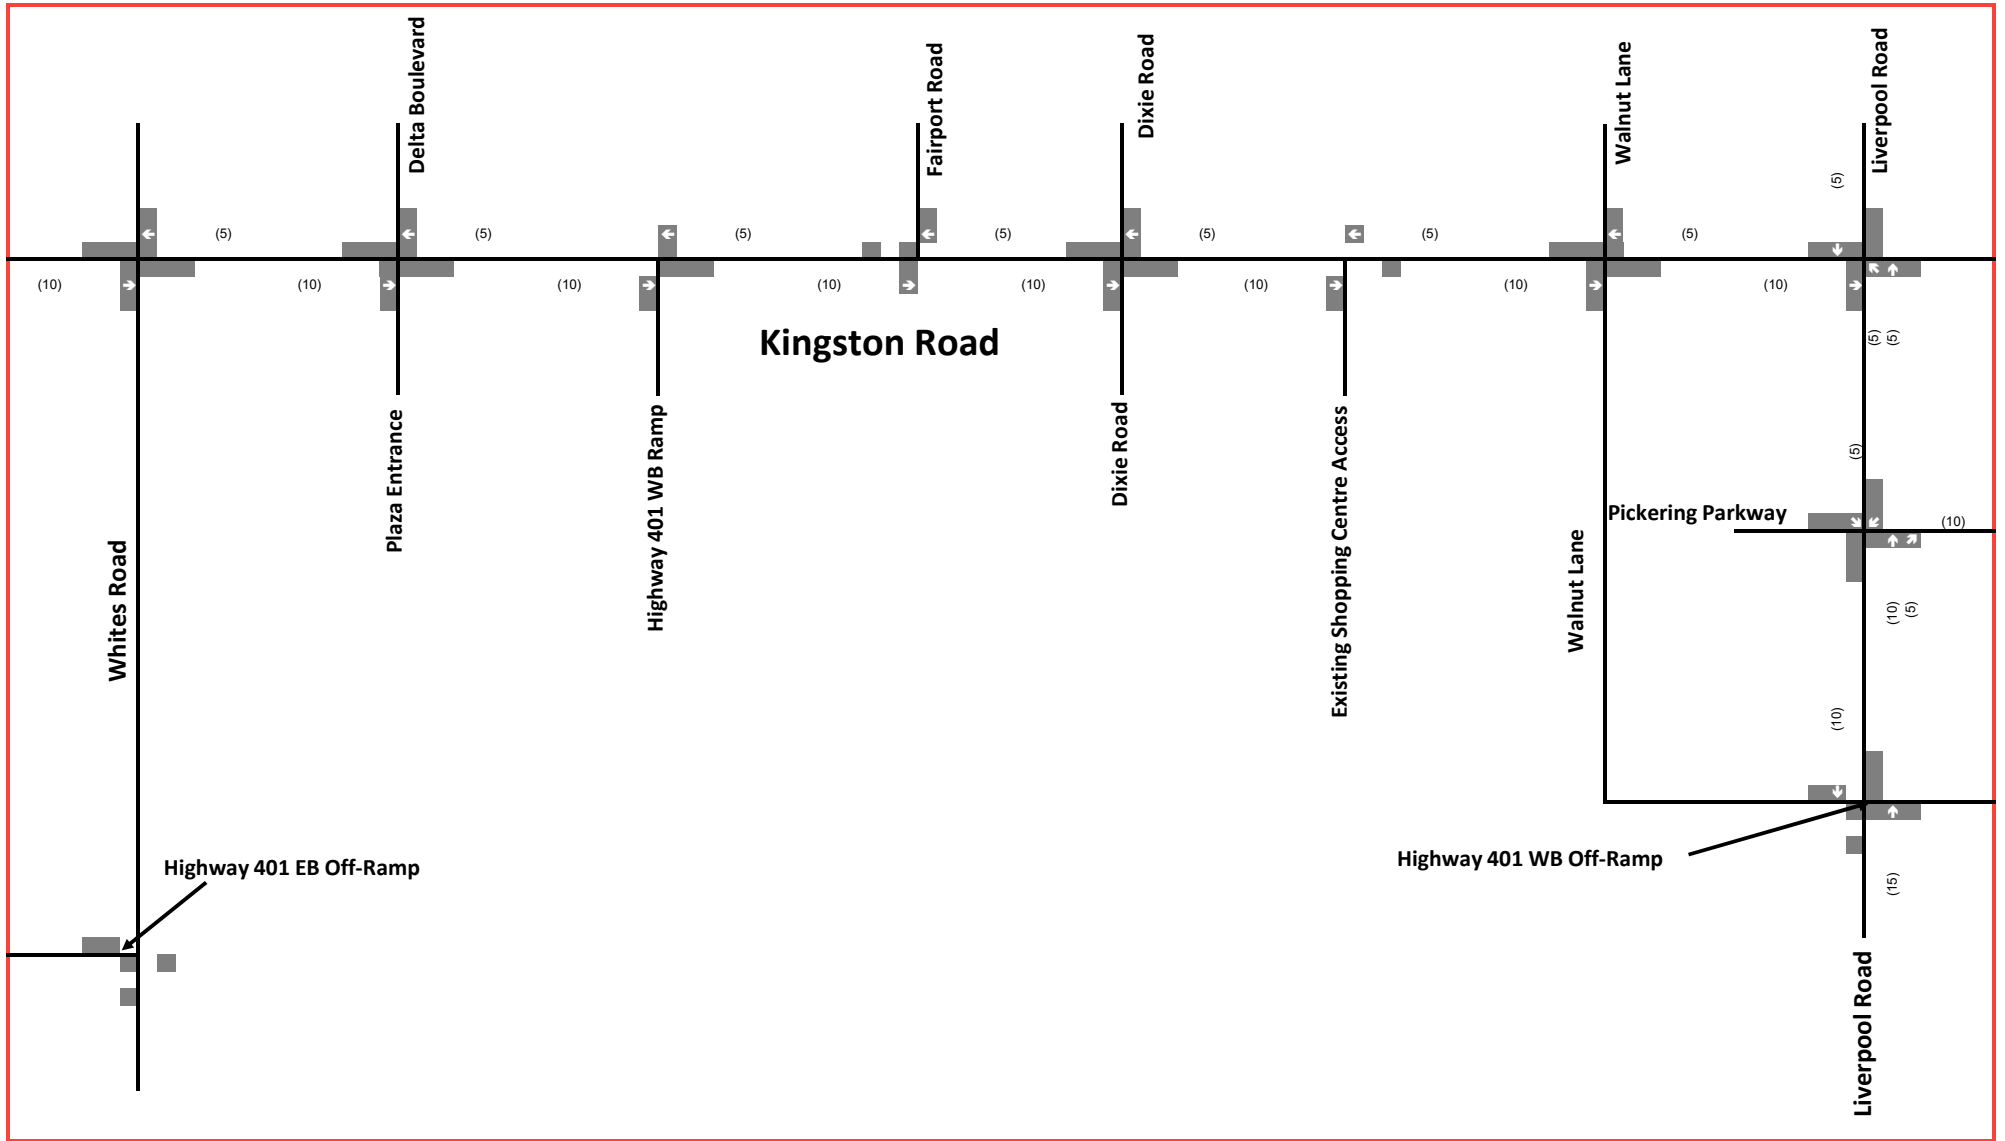 Delta Boulevard
Fairport Road
Dixie Road
Walnut Lane
Liverpool Road
(5)
(5) (5) (5) (5) (5) (5) (5)
(10) (10) (10) (10) (10) (10) (10) (10)
Kingston Road
(5)
(5)
Plaza Entrance
Highway 401 WB Ramp
Dixie Road
Existing Shopping Centre Access
(5)
Pickering Parkway
(10)
Whites Road
Walnut Lane
(10)
(5)
(10)
Highway 401 EB Off-Ramp
Highway 401 WB Off-Ramp
(15)
Liverpool Road